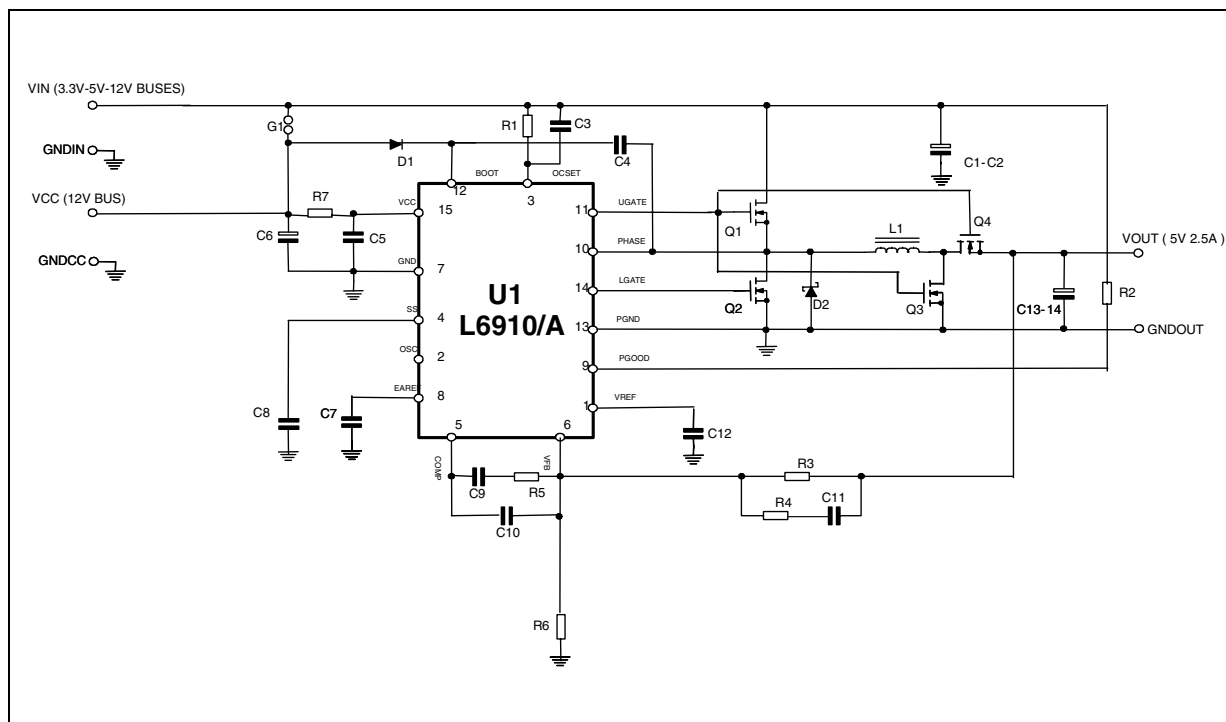 VIN (3.3V-5V-12V BUSES)
G1
R1
C3
GNDIN
D1
C4
C1-C2
BOOT
OCSET
12
3
VCC (12V BUS)
R7
VCC
15
11
UGATE
Q1
Q4
C6
C5
L1
VOUT ( 5V 2.5A )
10
PHASE
GNDCC
GND
7
U1
L6910/A
14
LGATE
Q2
D2
Q3
C13-14
R2
SS
4
13
PGND
GNDOUT
OSC
2
9
PGOOD
EAREF
8
1
VREF
C8
C7
C12
5
6
COMP
VFB
C9
R5
R3
R4
C11
C10
R6